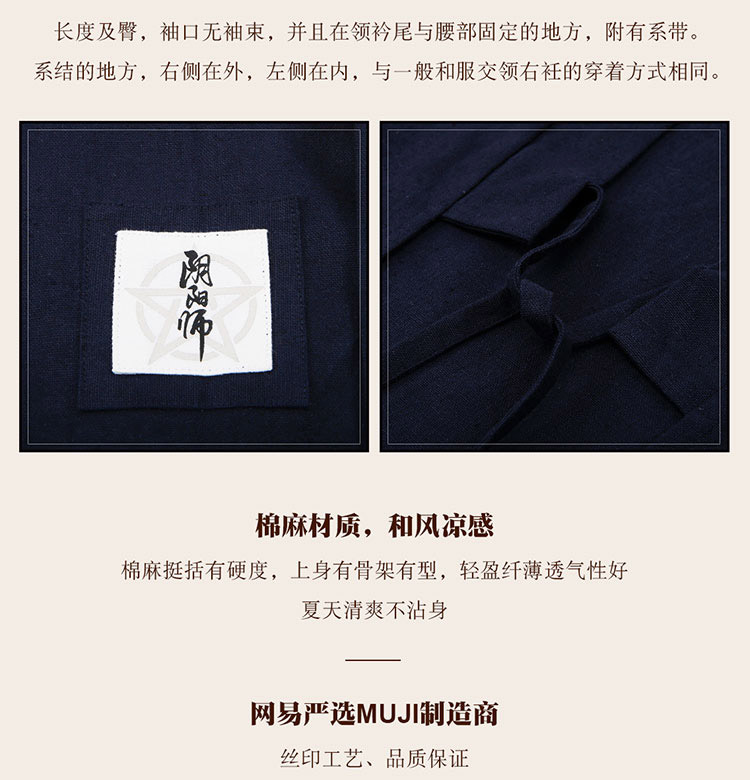 长度及臀，袖口无袖束，并且在领衿尾与腰部固定的地方，附有系带。
系结的地方，右侧在外，左侧在内，与一般和服交领右衽的穿着方式相同。
阴阳师
棉麻材质，和风凉感
棉麻挺括有硬度，上身有骨架有型，轻盈纤薄透气性好
夏天清爽不沾身
网易严选MUJI制造商
丝印工艺、品质保证